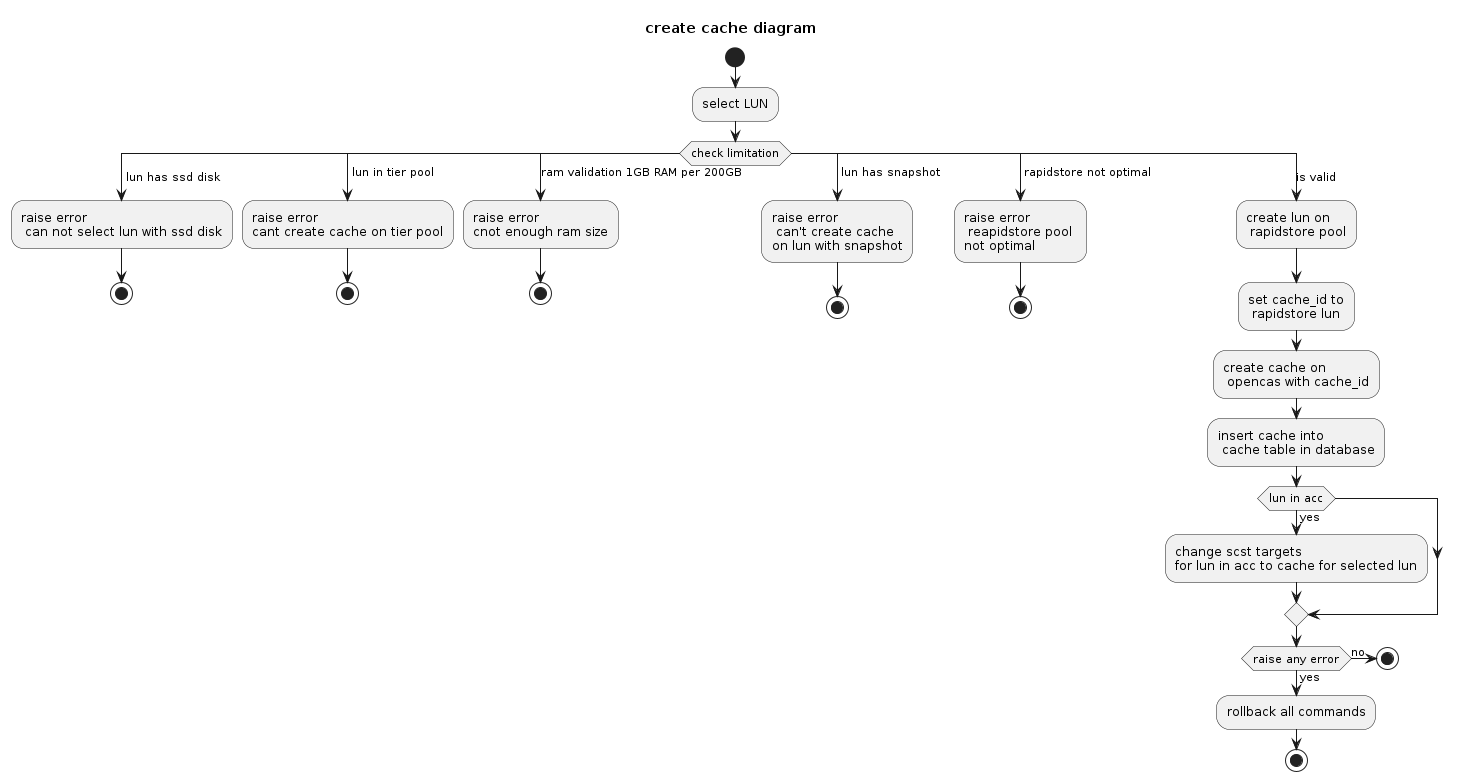 create cache diagram
select LUN
check limitation
lun has ssd disk
raise error
can not select lun with ssd disk
lun in tier pool
raise error
cant create cache on tier pool
ram validation 1GB RAM per 200GB
raise error
cnot enough ram size
lun has snapshot
raise error
can't create cache
on lun with snapshot
rapidstore not optimal
raise error
reapidstore pool
not optimal
is valid
create lun on
rapidstore pool
set cache_id to
rapidstore lun
create cache on
opencas with cache_id
insert cache into
cache table in database
lun in acc
yes
change scst targets
for lun in acc to cache for selected lun
raise any error
no
yes
rollback all commands